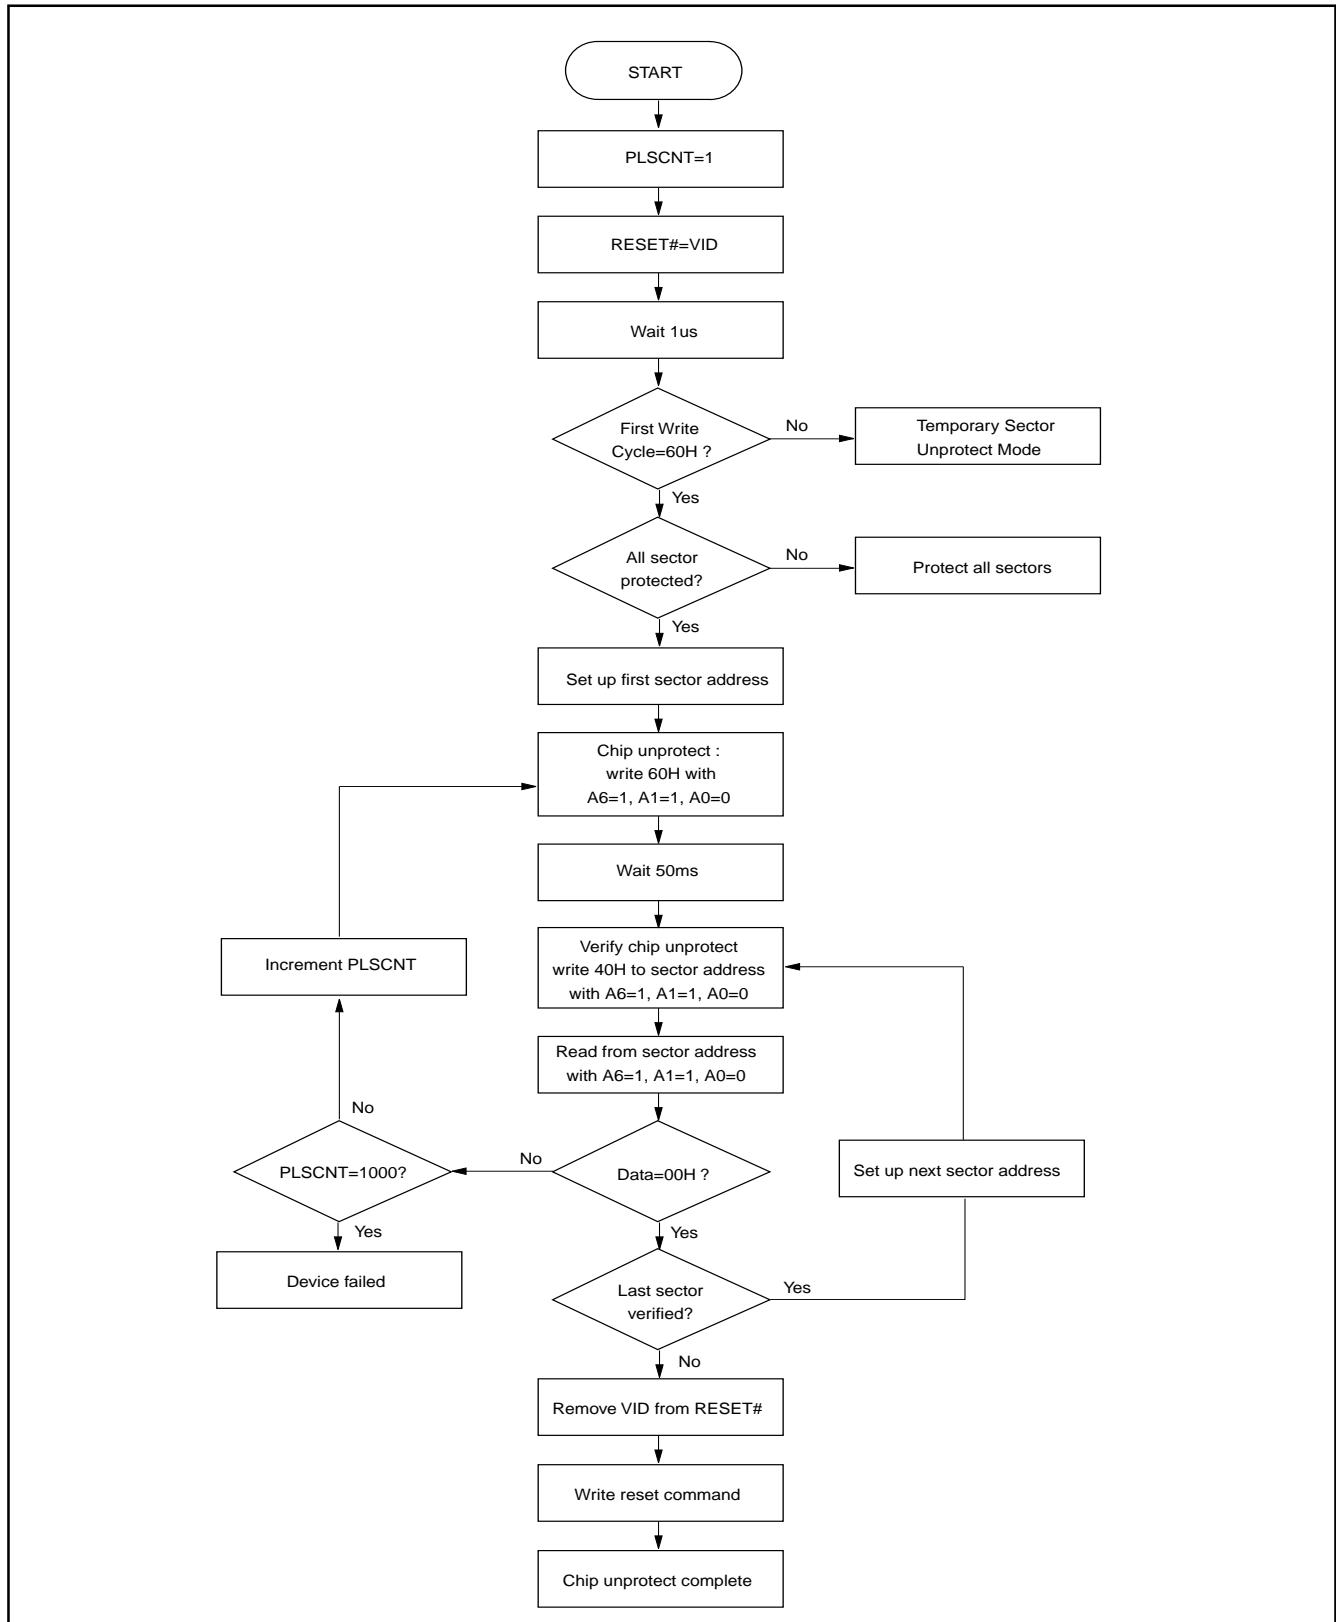 START
PLSCNT=1
RESET#=VID
Wait 1us
First Write
Cycle=60H ?
No
Temporary Sector
Unprotect Mode
Yes
All sector
protected?
No
Protect all sectors
Yes
Set up first sector address
Chip unprotect :
write 60H with
A6=1, A1=1, A0=0
Wait 50ms
Verify chip unprotect
write 40H to sector address
with A6=1, A1=1, A0=0
Increment PLSCNT
Read from sector address
with A6=1, A1=1, A0=0
No
PLSCNT=1000?
No
Data=00H ?
Set up next sector address
Yes
Yes
Device failed
Last sector
verified?
Yes
No
Remove VID from RESET#
Write reset command
Chip unprotect complete